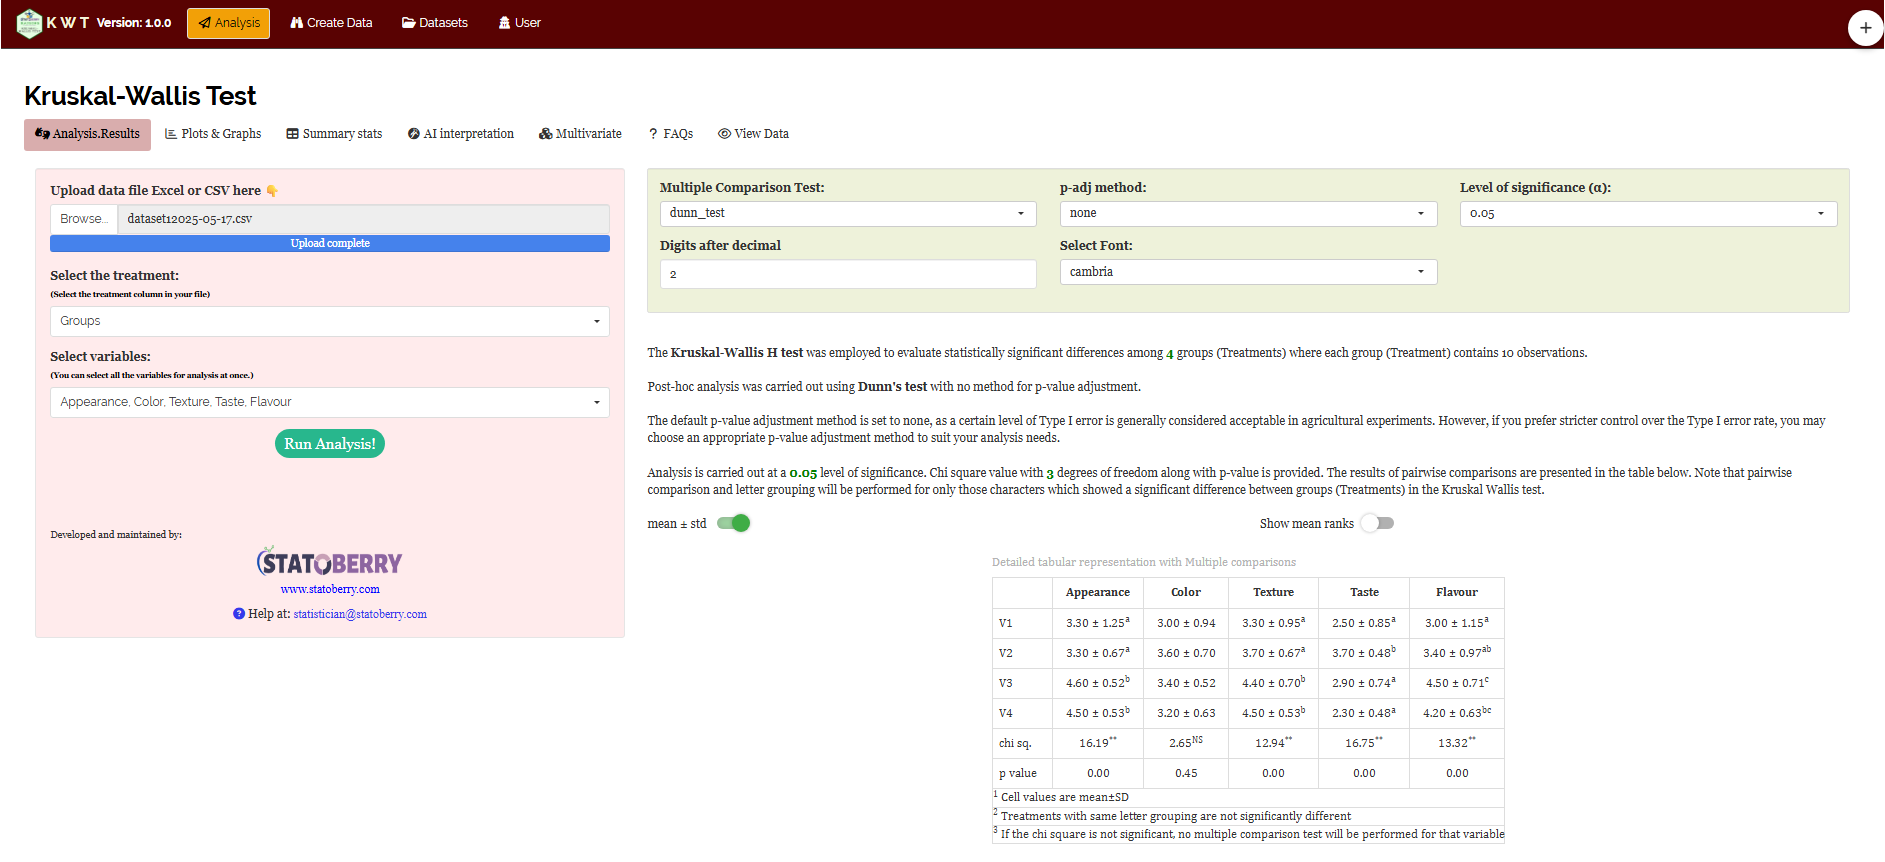 K W T Version: 1.0.0 Analysis Create Data Datasets User +
Kruskal-Wallis Test
Analysis.Results Plots & Graphs Summary stats AI interpretation Multivariate ? FAQs View Data
Upload data file Excel or CSV here 👇
Browse... dataset12025-05-17.csv
Upload complete
Select the treatment:
(Select the treatment column in your file)
Groups
Select variables:
(You can select all the variables for analysis at once.)
Appearance, Color, Texture, Taste, Flavour
Run Analysis!
Developed and maintained by:
STATOBERRY
www.statoberry.com
Help at: statistician@statoberry.com
Multiple Comparison Test: p-adj method: Level of significance (α):
dunn_test none 0.05
Digits after decimal Select Font:
2 cambria
The Kruskal-Wallis H test was employed to evaluate statistically significant differences among 4 groups (Treatments) where each group (Treatment) contains 10 observations.
Post-hoc analysis was carried out using Dunn's test with no method for p-value adjustment.
The default p-value adjustment method is set to none, as a certain level of Type I error is generally considered acceptable in agricultural experiments. However, if you prefer stricter control over the Type I error rate, you may
choose an appropriate p-value adjustment method to suit your analysis needs.
Analysis is carried out at a 0.05 level of significance. Chi square value with 3 degrees of freedom along with p-value is provided. The results of pairwise comparisons are presented in the table below. Note that pairwise
comparison and letter grouping will be performed for only those characters which showed a significant difference between groups (Treatments) in the Kruskal Wallis test.
mean ± std Show mean ranks
Detailed tabular representation with Multiple comparisons
Appearance Color Texture Taste Flavour
V1 3.30 ± 1.25a 3.00 ± 0.94 3.30 ± 0.95a 2.50 ± 0.85a 3.00 ± 1.15a
V2 3.30 ± 0.67a 3.60 ± 0.70 3.70 ± 0.67a 3.70 ± 0.48b 3.40 ± 0.97ab
V3 4.60 ± 0.52b 3.40 ± 0.52 4.40 ± 0.70b 2.90 ± 0.74a 4.50 ± 0.71c
V4 4.50 ± 0.53b 3.20 ± 0.63 4.50 ± 0.53b 2.30 ± 0.48a 4.20 ± 0.63bc
chi sq. 16.19** 2.65NS 12.94** 16.75** 13.32**
p value 0.00 0.45 0.00 0.00 0.00
1 Cell values are mean±SD
2 Treatments with same letter grouping are not significantly different
3 If the chi square is not significant, no multiple comparison test will be performed for that variable